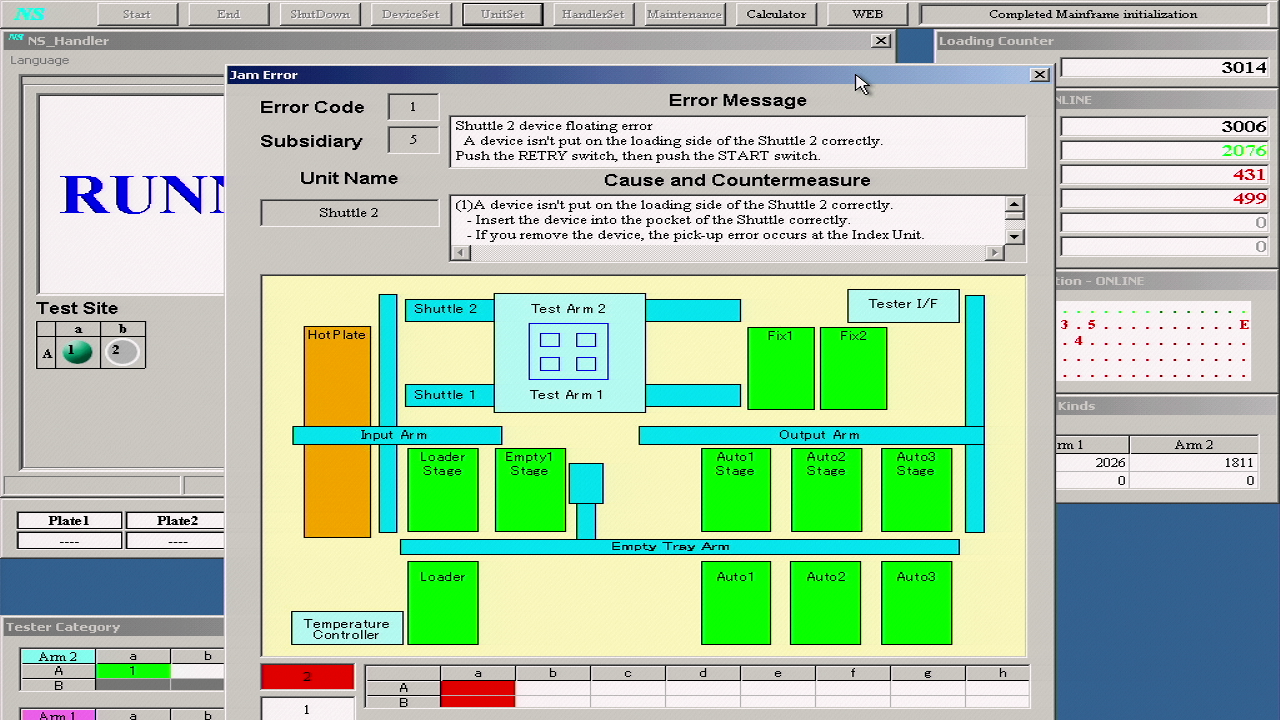 NS Start End ShutDown DeviceSet UnitSet HandlerSet Maintenance Calculator WEB Completed Mainframe initialization
NS NS_Handler
Language
Loading Counter
3014
NLINE
3006
2076
431
499
0
0
tion - ONLINE
3 . 5 . . . . . . . . . . E
. 4 . . . . . . . . . . .
Kinds
rm 1 Arm 2
2026 1811
0 0
RUNN
Test Site
a b
A 1 2
Plate1 Plate2
---- ----
Tester Category
Arm 2 a b
A 1
B
Arm 1 a b
Jam Error
Error Code 1
Subsidiary 5
Unit Name
Shuttle 2
Error Message
Shuttle 2 device floating error
A device isn't put on the loading side of the Shuttle 2 correctly.
Push the RETRY switch, then push the START switch.
Cause and Countermeasure
(1)A device isn't put on the loading side of the Shuttle 2 correctly.
- Insert the device into the pocket of the Shuttle correctly.
- If you remove the device, the pick-up error occurs at the Index Unit.
Shuttle 2 Test Arm 2 Tester I/F
HotPlate Fix1 Fix2
Shuttle 1 Test Arm 1
Input Arm Output Arm
Loader Stage
Empty1 Stage
Auto1 Stage
Auto2 Stage
Auto3 Stage
Empty Tray Arm
Loader Auto1 Auto2 Auto3
Temperature
Controller
2
1
a b c d e f g h
A
B